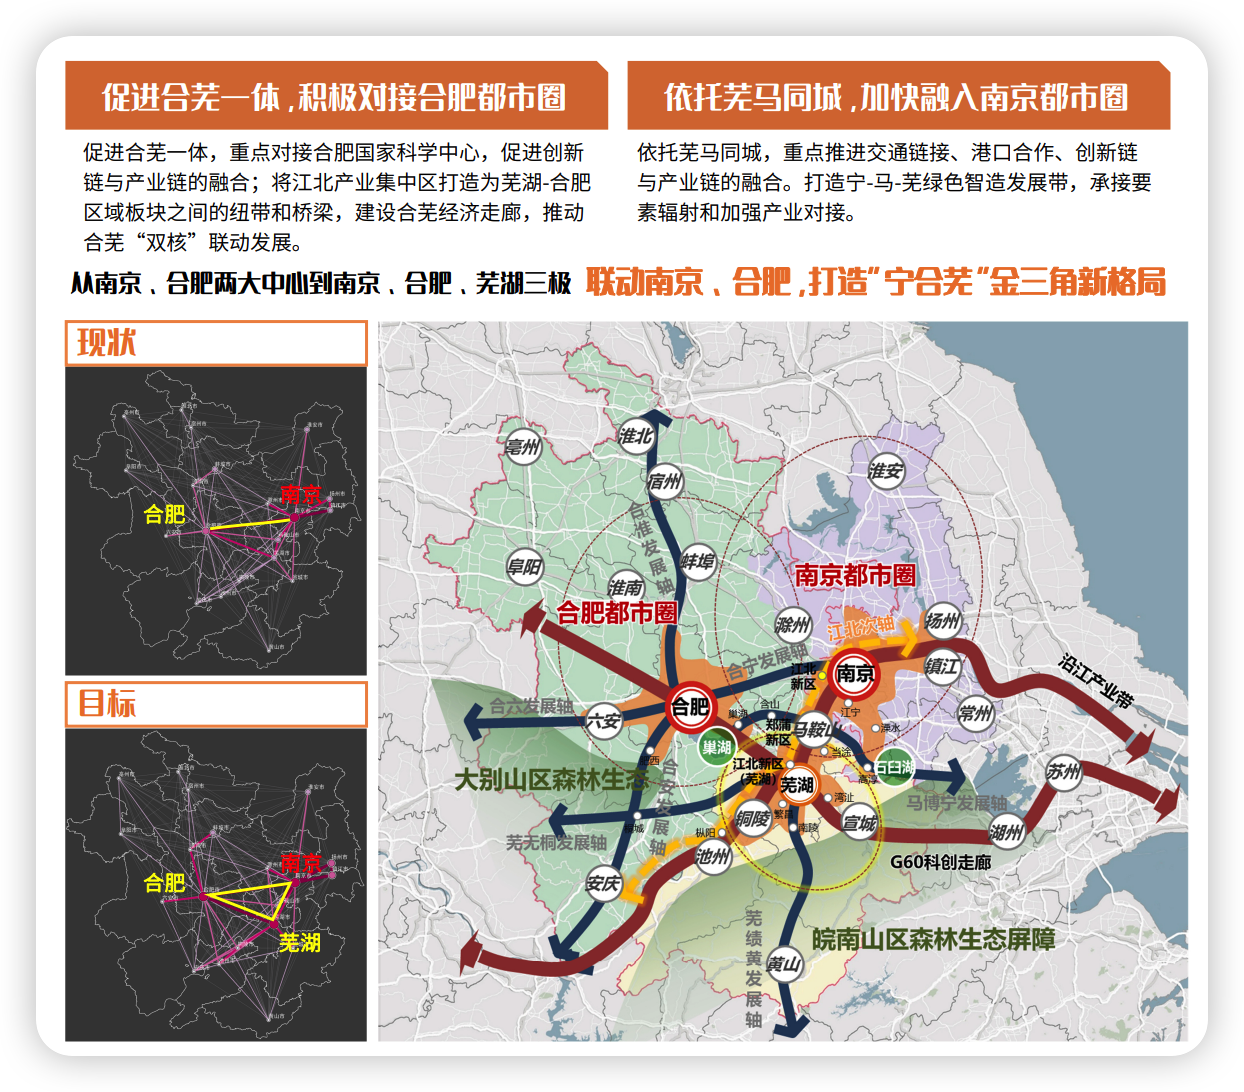 促进合芜一体,积极对接合肥都市圈
依托芜马同城,加快融入南京都市圈
促进合芜一体，重点对接合肥国家科学中心，促进创新
链与产业链的融合；将江北产业集中区打造为芜湖-合肥
区域板块之间的纽带和桥梁，建设合芜经济走廊，推动
合芜“双核”联动发展。
依托芜马同城，重点推进交通链接、港口合作、创新链
与产业链的融合。打造宁-马-芜绿色智造发展带，承接要
素辐射和加强产业对接。
从南京、合肥两大中心到南京、合肥、芜湖三极
联动南京、合肥,打造"宁合芜"金三角新格局
现状
南京
合肥
目标
南京
合肥
芜湖
淮北
亳州
宿州
淮安
合淮发展轴
蚌埠
阜阳
淮南
南京都市圈
合肥都市圈
滁州
扬州
江北次轴
合宁发展轴
江北
新区
南京
镇江
沿江产业带
合肥
合六发展轴
六安
含山
巢湖
江宁
常州
郑蒲
新区
马鞍山
溧水
巢湖
当涂
石臼湖
高淳
江北新区
(芜湖)
苏州
大别山区森林生态
合安发展轴
芜湖
湾沚
马博宁发展轴
铜陵
繁昌
宣城
南陵
桐城
枞阳
湖州
芜无桐发展轴
池州
G60科创走廊
安庆
芜绩黄发展轴
皖南山区森林生态屏障
黄山